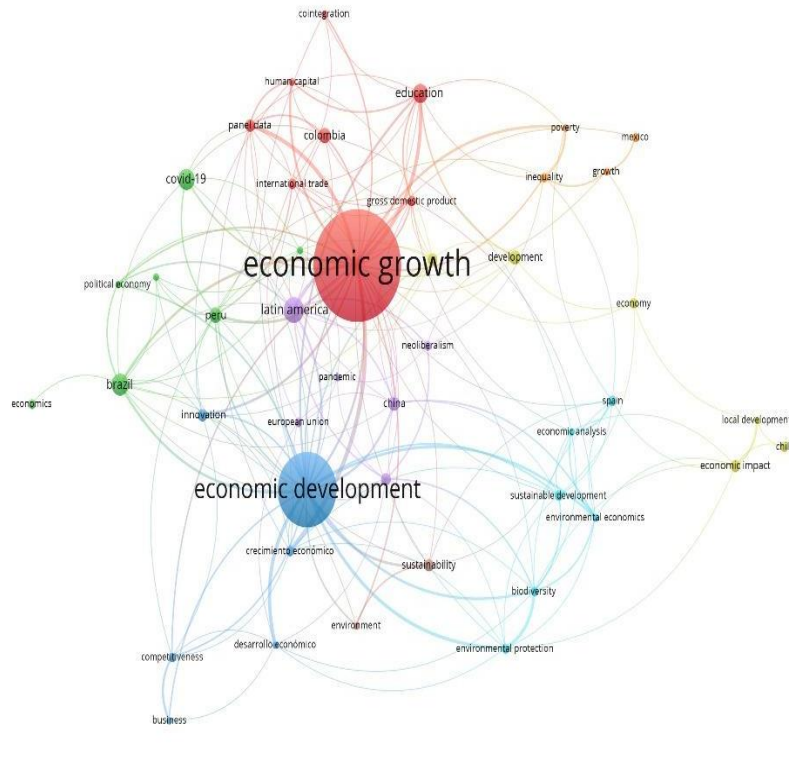 cointegration
human capital
education
panel data
colombia
poverty
mexico
covid-19
international trade
inequality
growth
gross domestic product
economic growth
development
political economy
latin america
peru
economy
neoliberalism
pandemic
brazil
economics
innovation
european union
china
spain
local development
economic analysis
economic impact
economic development
sustainable development
environmental economics
crecimiento económico
sustainability
biodiversity
environment
desarrollo económico
environmental protection
competitiveness
business